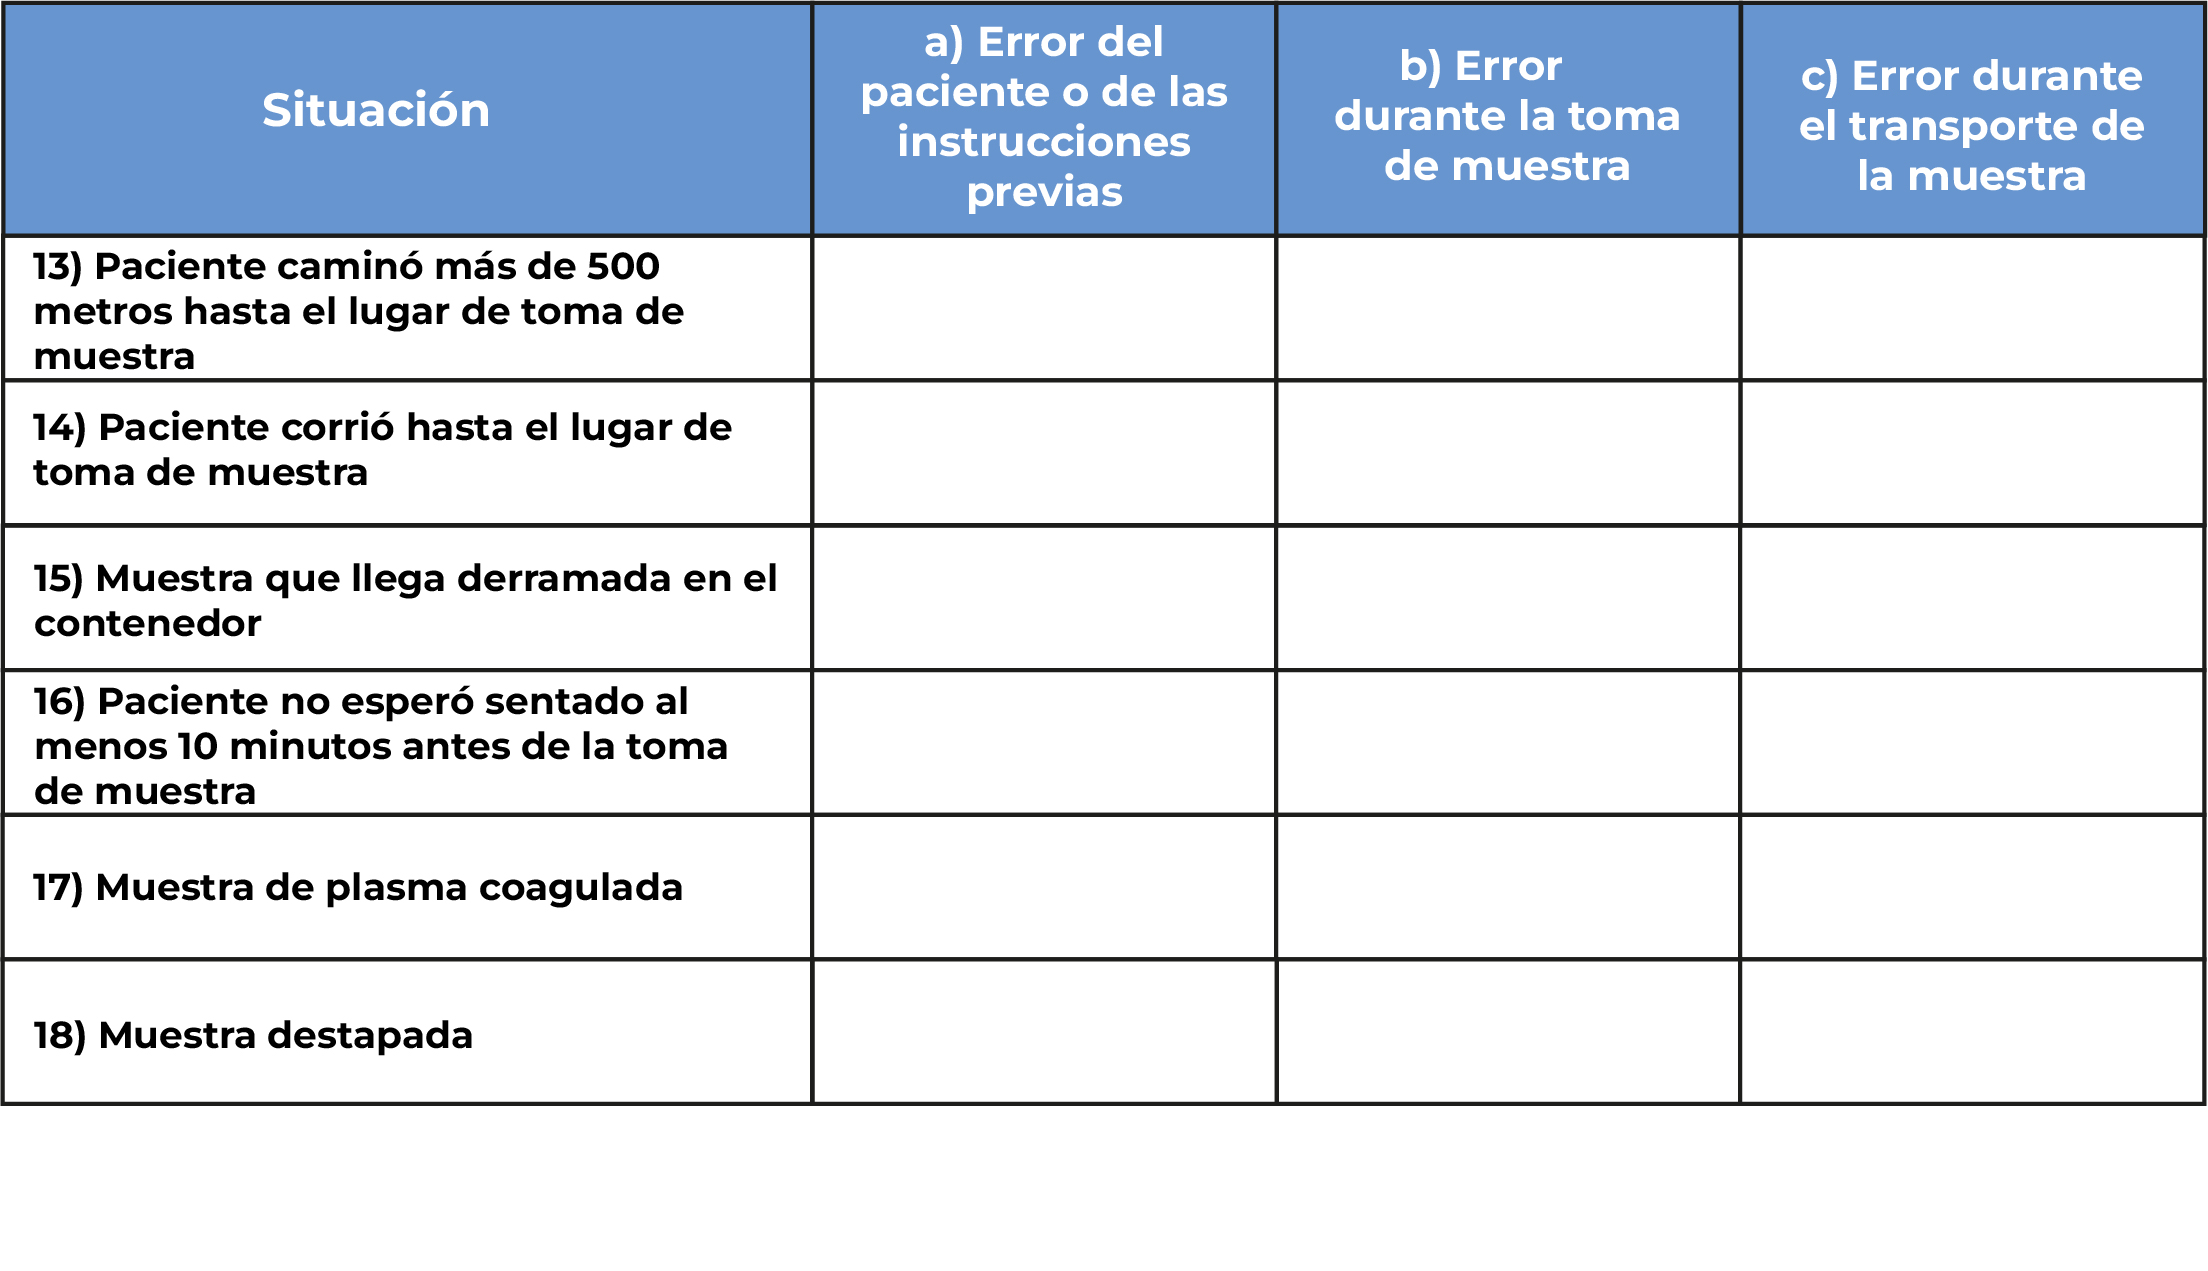 Situación
a) Error del
paciente o de las
instrucciones
previas
b) Error
durante la toma
de muestra
c) Error durante
el transporte de
la muestra
13) Paciente caminó más de 500
metros hasta el lugar de toma de
muestra
14) Paciente corrió hasta el lugar de
toma de muestra
15) Muestra que llega derramada en el
contenedor
16) Paciente no esperó sentado al
menos 10 minutos antes de la toma
de muestra
17) Muestra de plasma coagulada
18) Muestra destapada